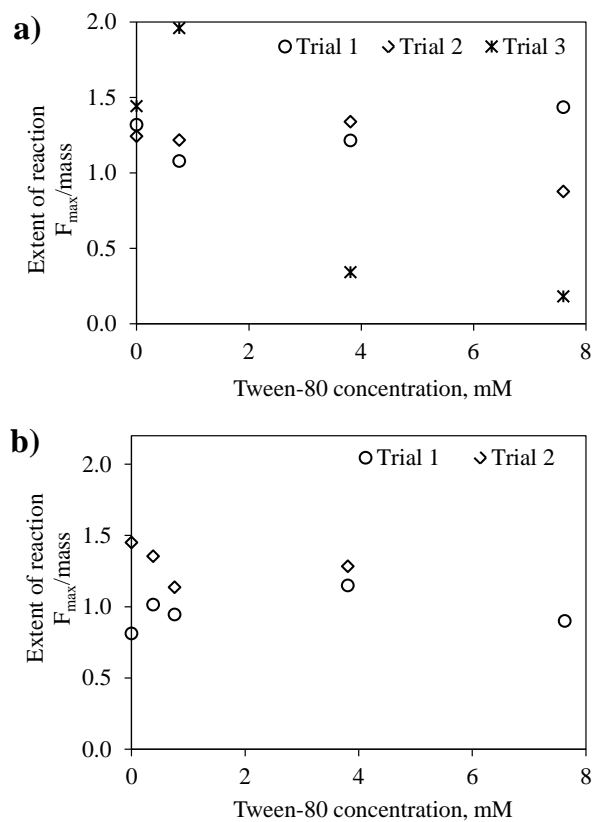 a)
Trial 1 Trial 2 Trial 3
Extent of reaction
Fmax/mass
2.0
1.5
1.0
0.5
0.0
0 2 4 6 8
Tween-80 concentration, mM
b)
Trial 1 Trial 2
Extent of reaction
Fmax/mass
2.0
1.5
1.0
0.5
0.0
0 2 4 6 8
Tween-80 concentration, mM